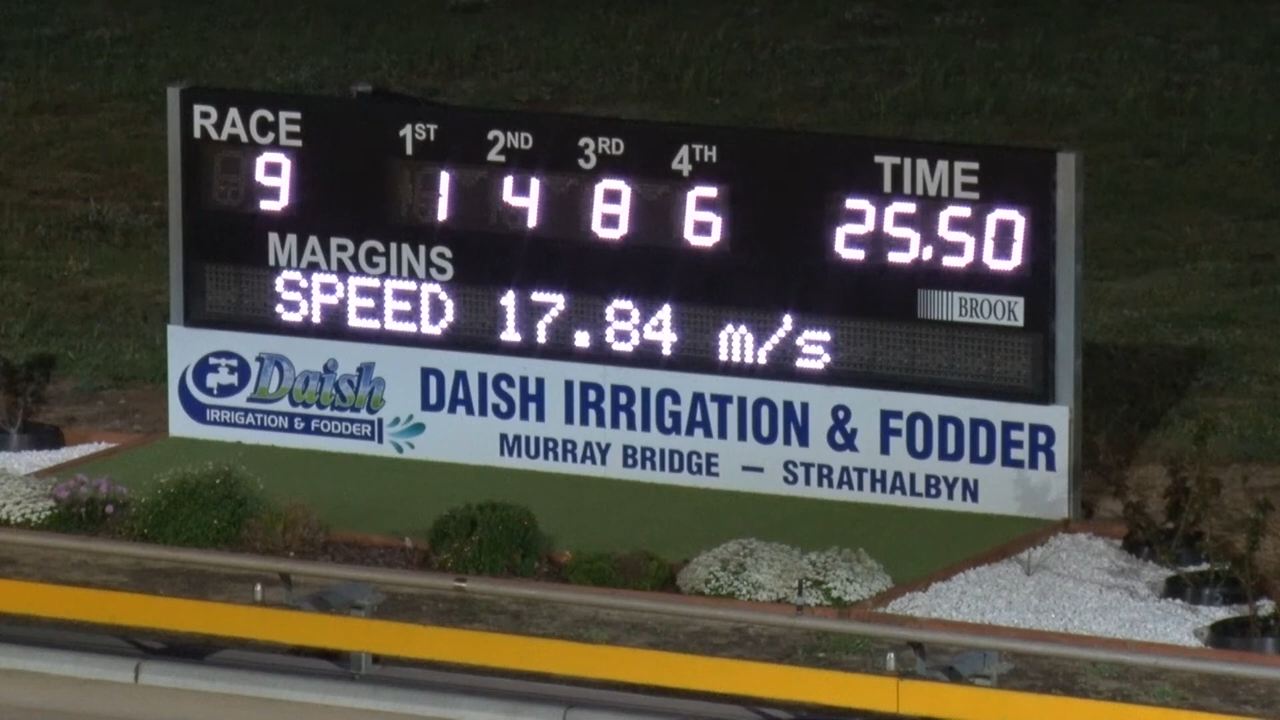 RACE 1ST 2ND 3RD 4TH TIME
9 1 4 8 6 25.50
MARGINS
SPEED 17.84 m/s
BROOK
Daish
IRRIGATION & FODDER
DAISH IRRIGATION & FODDER
MURRAY BRIDGE – STRATHALBYN